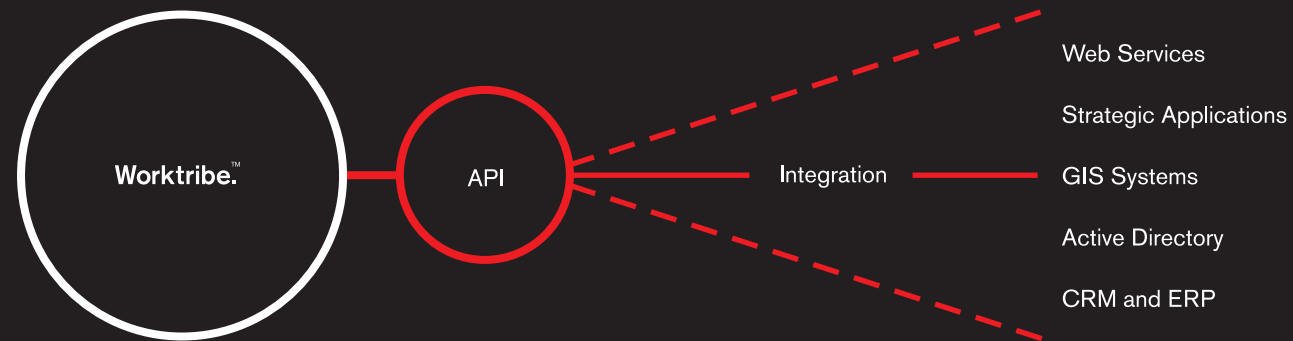 Worktribe.™
API
Integration
Web Services
Strategic Applications
GIS Systems
Active Directory
CRM and ERP